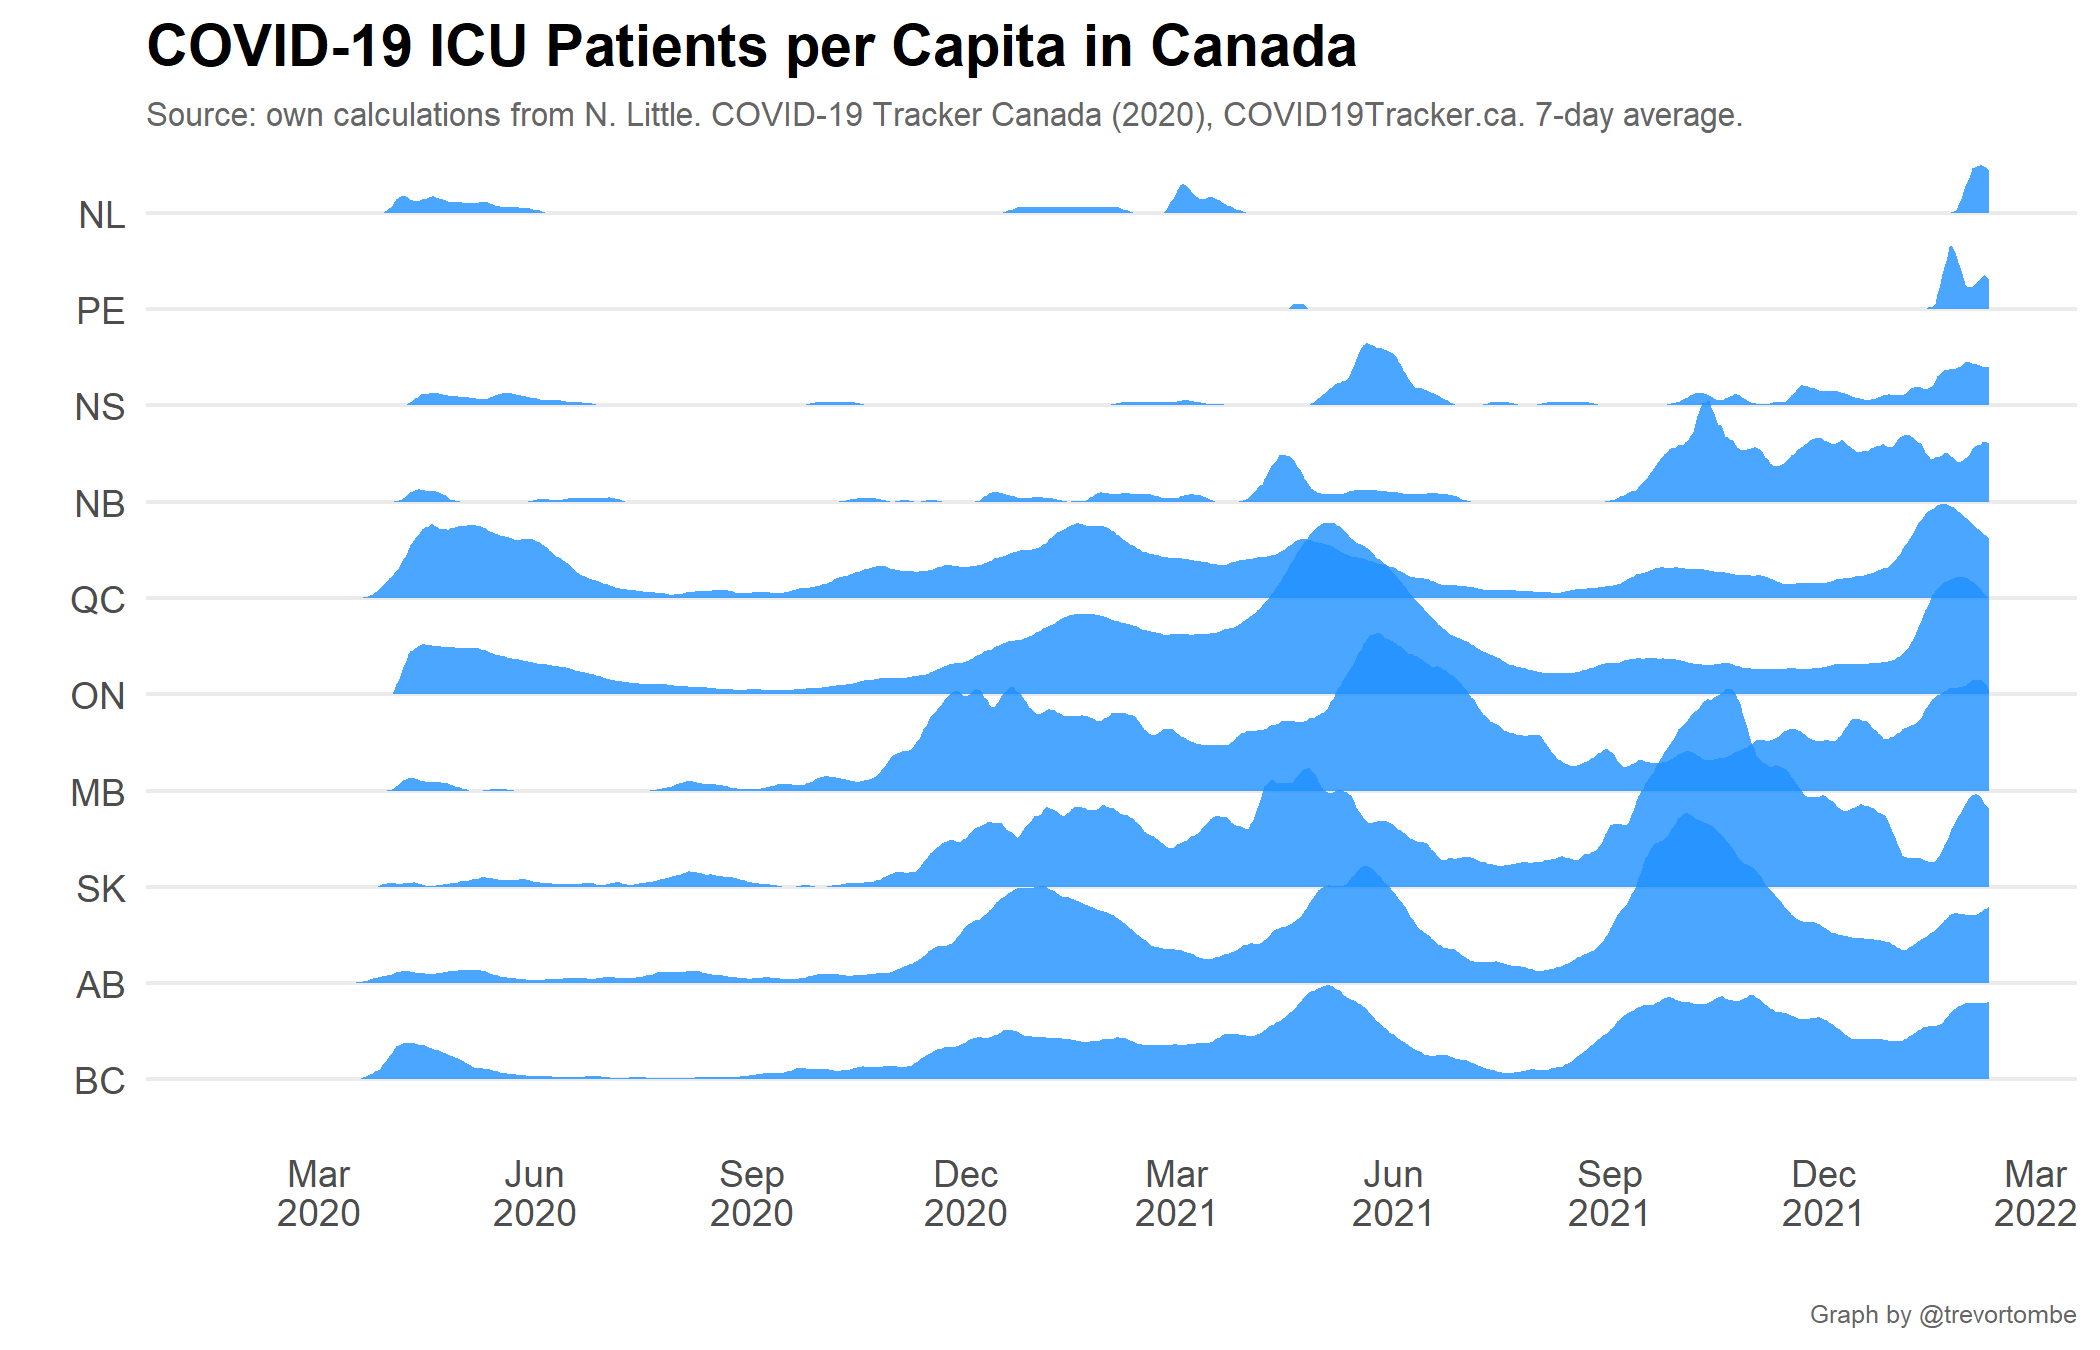 COVID-19 ICU Patients per Capita in Canada
Source: own calculations from N. Little. COVID-19 Tracker Canada (2020), COVID19Tracker.ca. 7-day average.
NL
PE
NS
NB
QC
ON
MB
SK
AB
BC
Mar Jun Sep Dec Mar Jun Sep Dec Mar
2020 2020 2020 2020 2021 2021 2021 2021 2022
Graph by @trevortombe